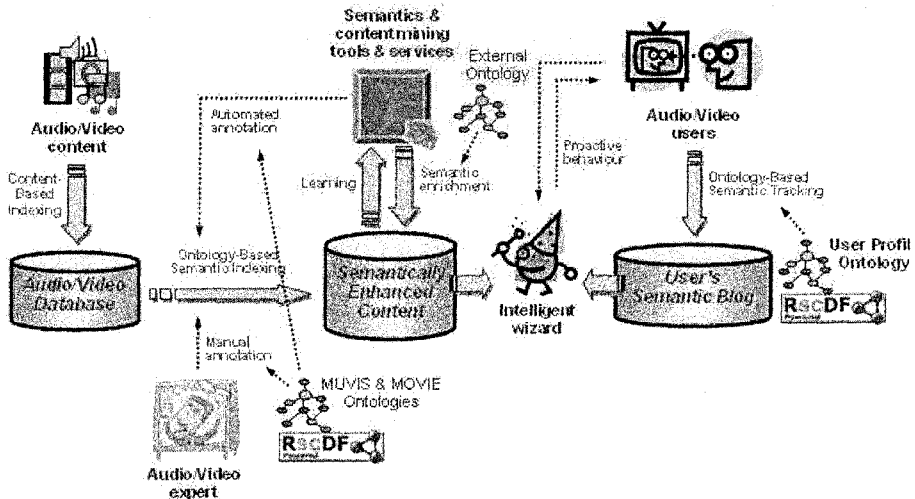 Semantics &
content mining
tools & services
External
Ontology
Audio/Video
content
Automated
annotation
Audio/Video
users
Proactive
behaviour
Content-
Based
Indexing
Learning
Semantic
enrichment
Ontology-Based
Semantic Tracking
Ontology-Based
Semantic Indexing
User Profil
Ontology
Audio/Video
Database
Semantically
Enhanced
Content
Intelligent
wizard
User's
Semantic Blog
RscDF
Manual
annotation
MUVIS & MOVIE
Ontologies
RscDF
Audio/Video
expert